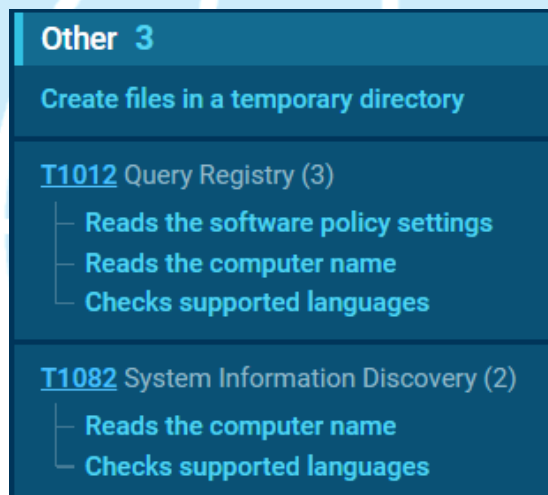 Other 3
Create files in a temporary directory
T1012 Query Registry (3)
Reads the software policy settings
Reads the computer name
Checks supported languages
T1082 System Information Discovery (2)
Reads the computer name
Checks supported languages